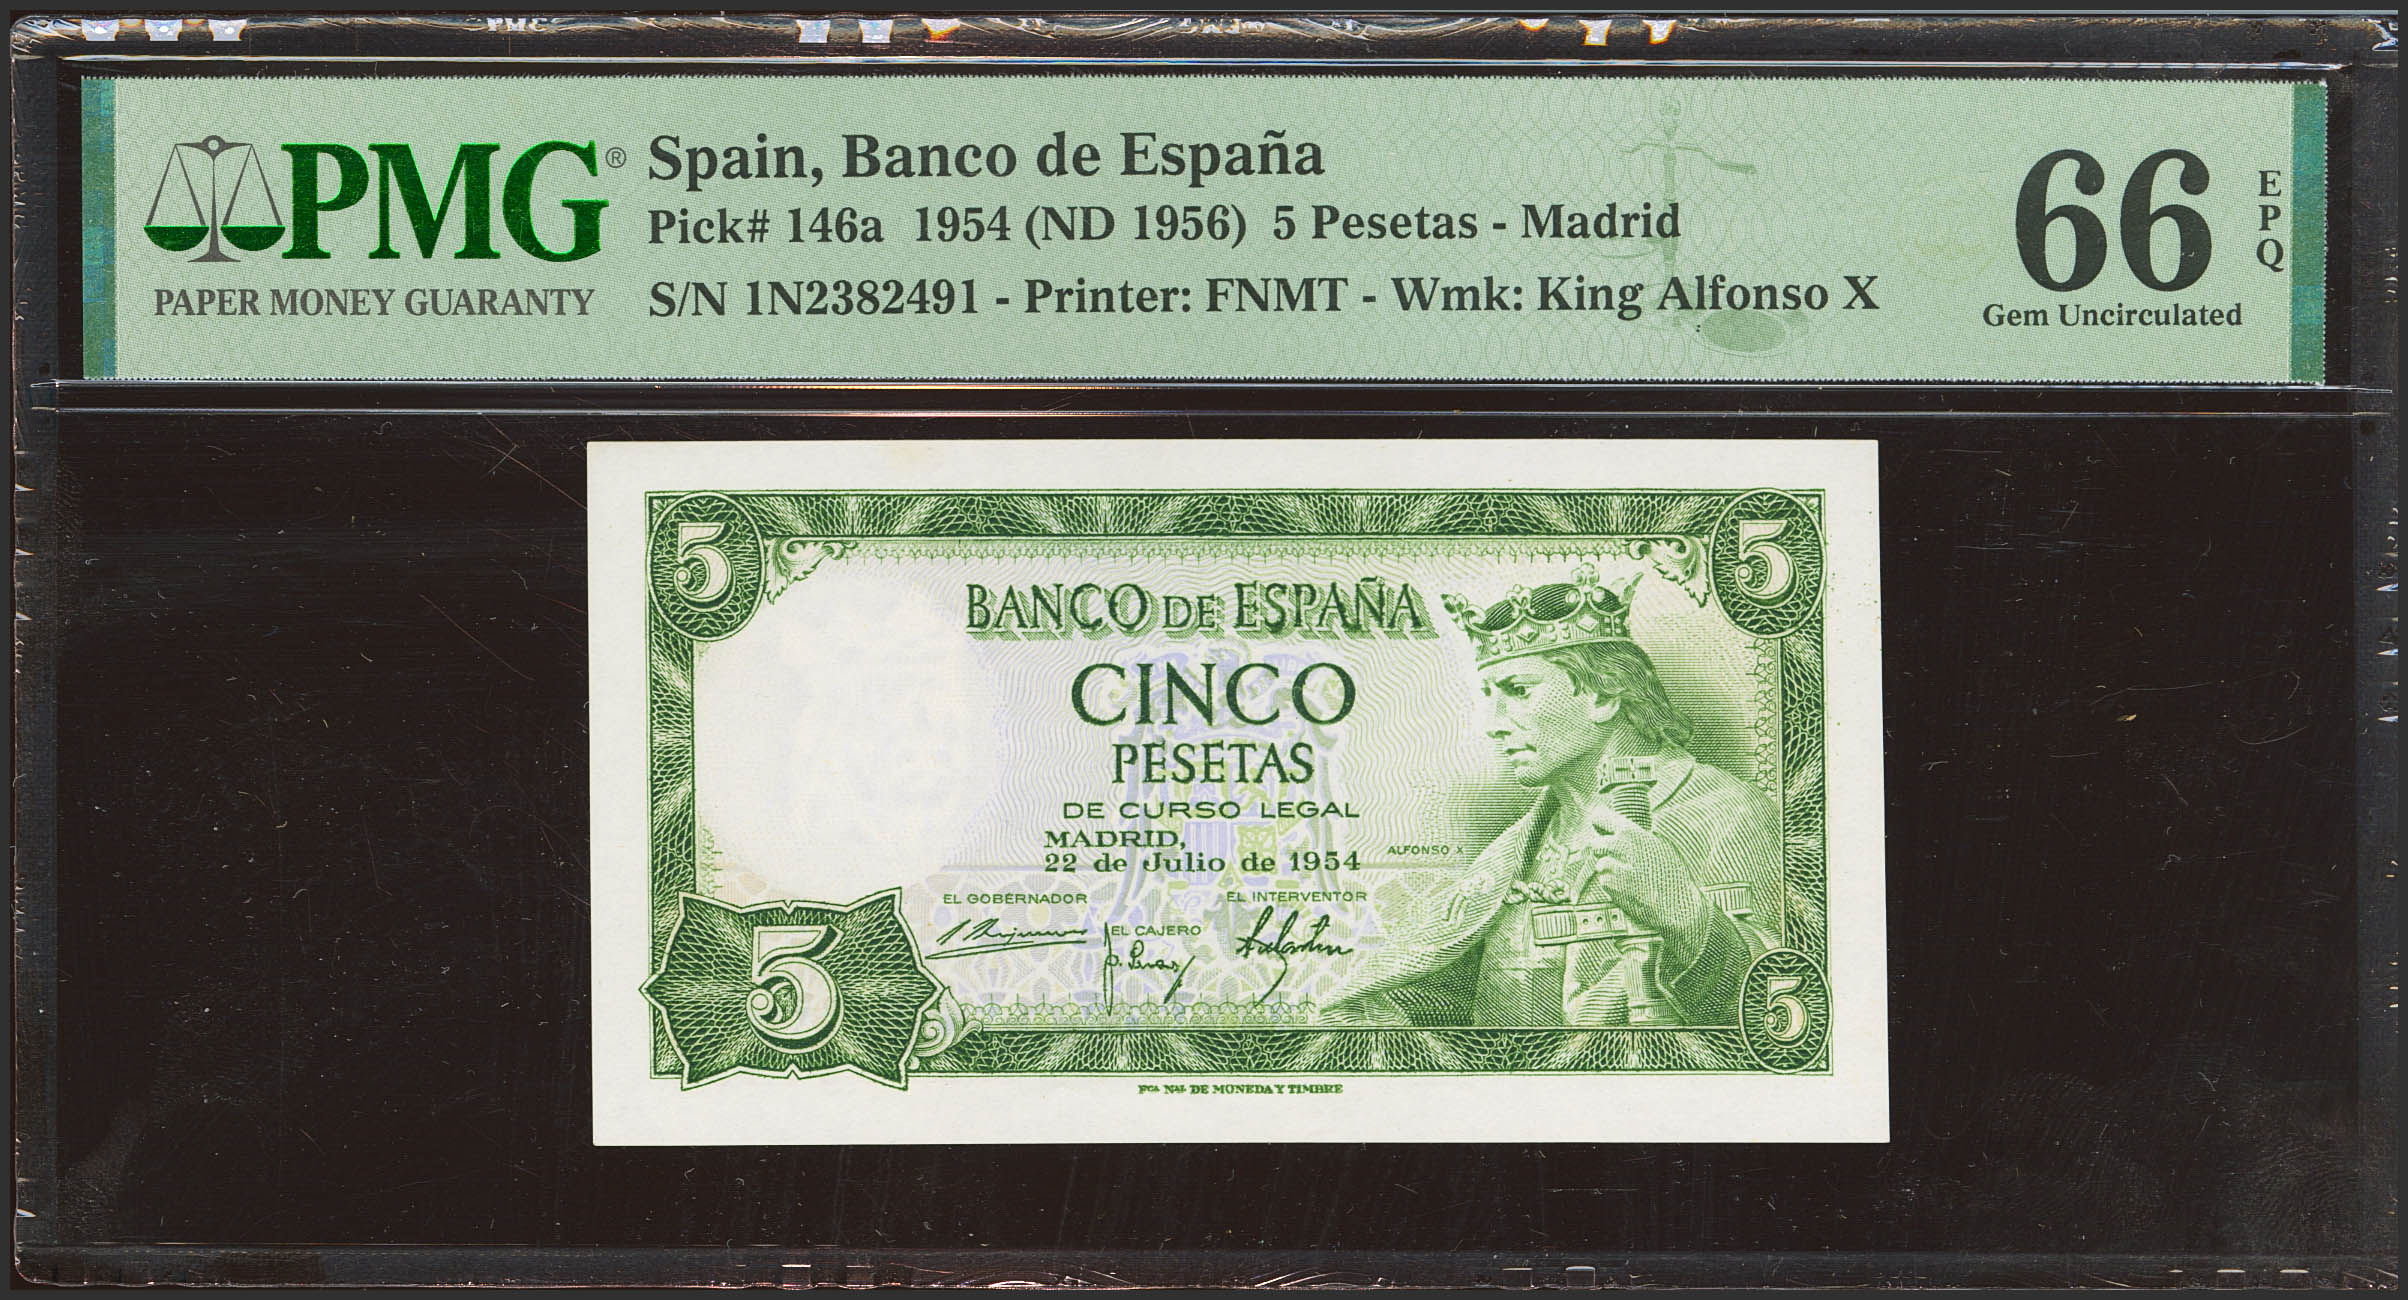 PMG®
PAPER MONEY GUARANTY
Spain, Banco de España
Pick# 146a 1954 (ND 1956) 5 Pesetas - Madrid
S/N 1N2382491 - Printer: FNMT - Wmk: King Alfonso X
66
EPQ
Gem Uncirculated
5
5
BANCO DE ESPAÑA
CINCO
PESETAS
DE CURSO LEGAL
MADRID,
22 de Julio de 1954
ALFONSO X
EL GOBERNADOR
EL INTERVENTOR
EL CAJERO
5
5
Fca Nal DE MONEDA Y TIMBRE